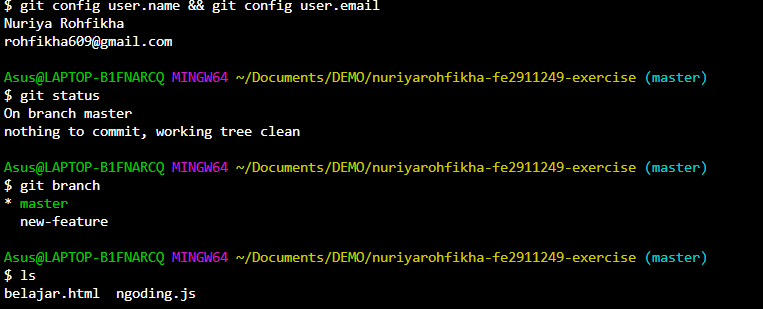 $ git config user.name && git config user.email
Nuriya Rohfikha
rohfikha609@gmail.com
Asus@LAPTOP-B1FNARCQ MINGW64 ~/Documents/DEMO/nuriyarohfikha-fe2911249-exercise (master)
$ git status
On branch master
nothing to commit, working tree clean
Asus@LAPTOP-B1FNARCQ MINGW64 ~/Documents/DEMO/nuriyarohfikha-fe2911249-exercise (master)
$ git branch
* master
  new-feature
Asus@LAPTOP-B1FNARCQ MINGW64 ~/Documents/DEMO/nuriyarohfikha-fe2911249-exercise (master)
$ ls
belajar.html  ngoding.js